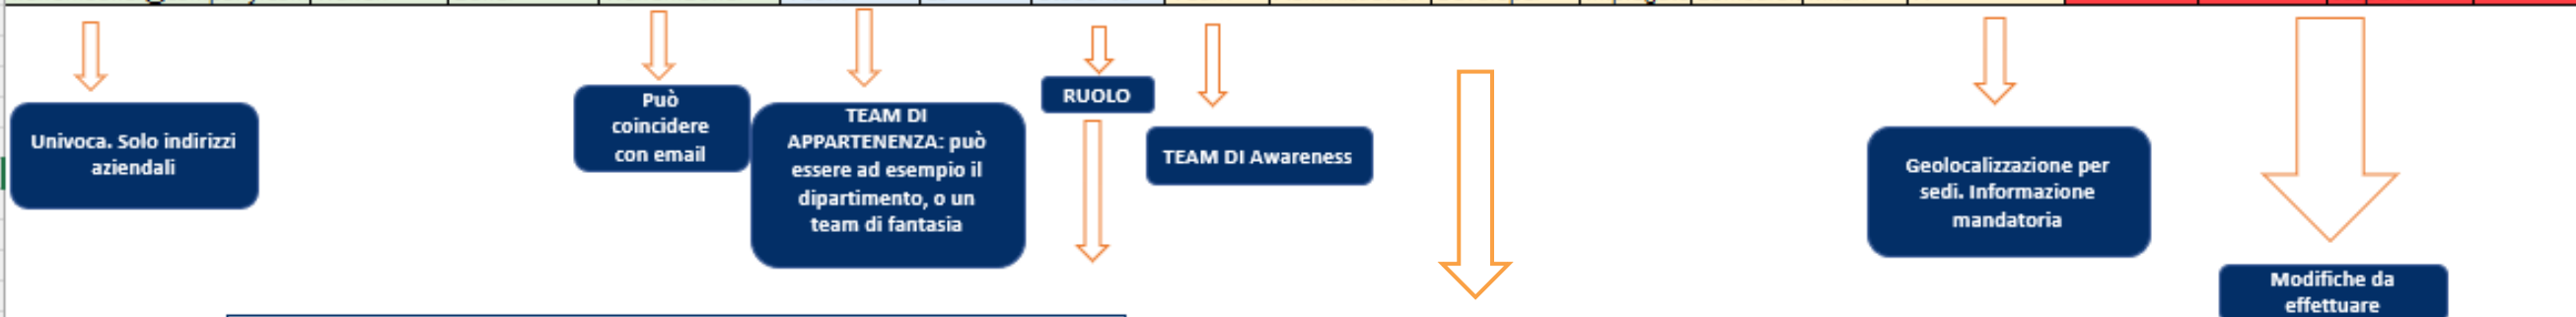 Univoca. Solo indirizzi
aziendali
Può
coincidere
con email
TEAM DI
APPARTENENZA: può
essere ad esempio il
dipartimento, o un
team di fantasia
RUOLO
TEAM DI Awareness
Geolocalizzazione per
sedi. Informazione
mandatoria
Modifiche da
effettuare